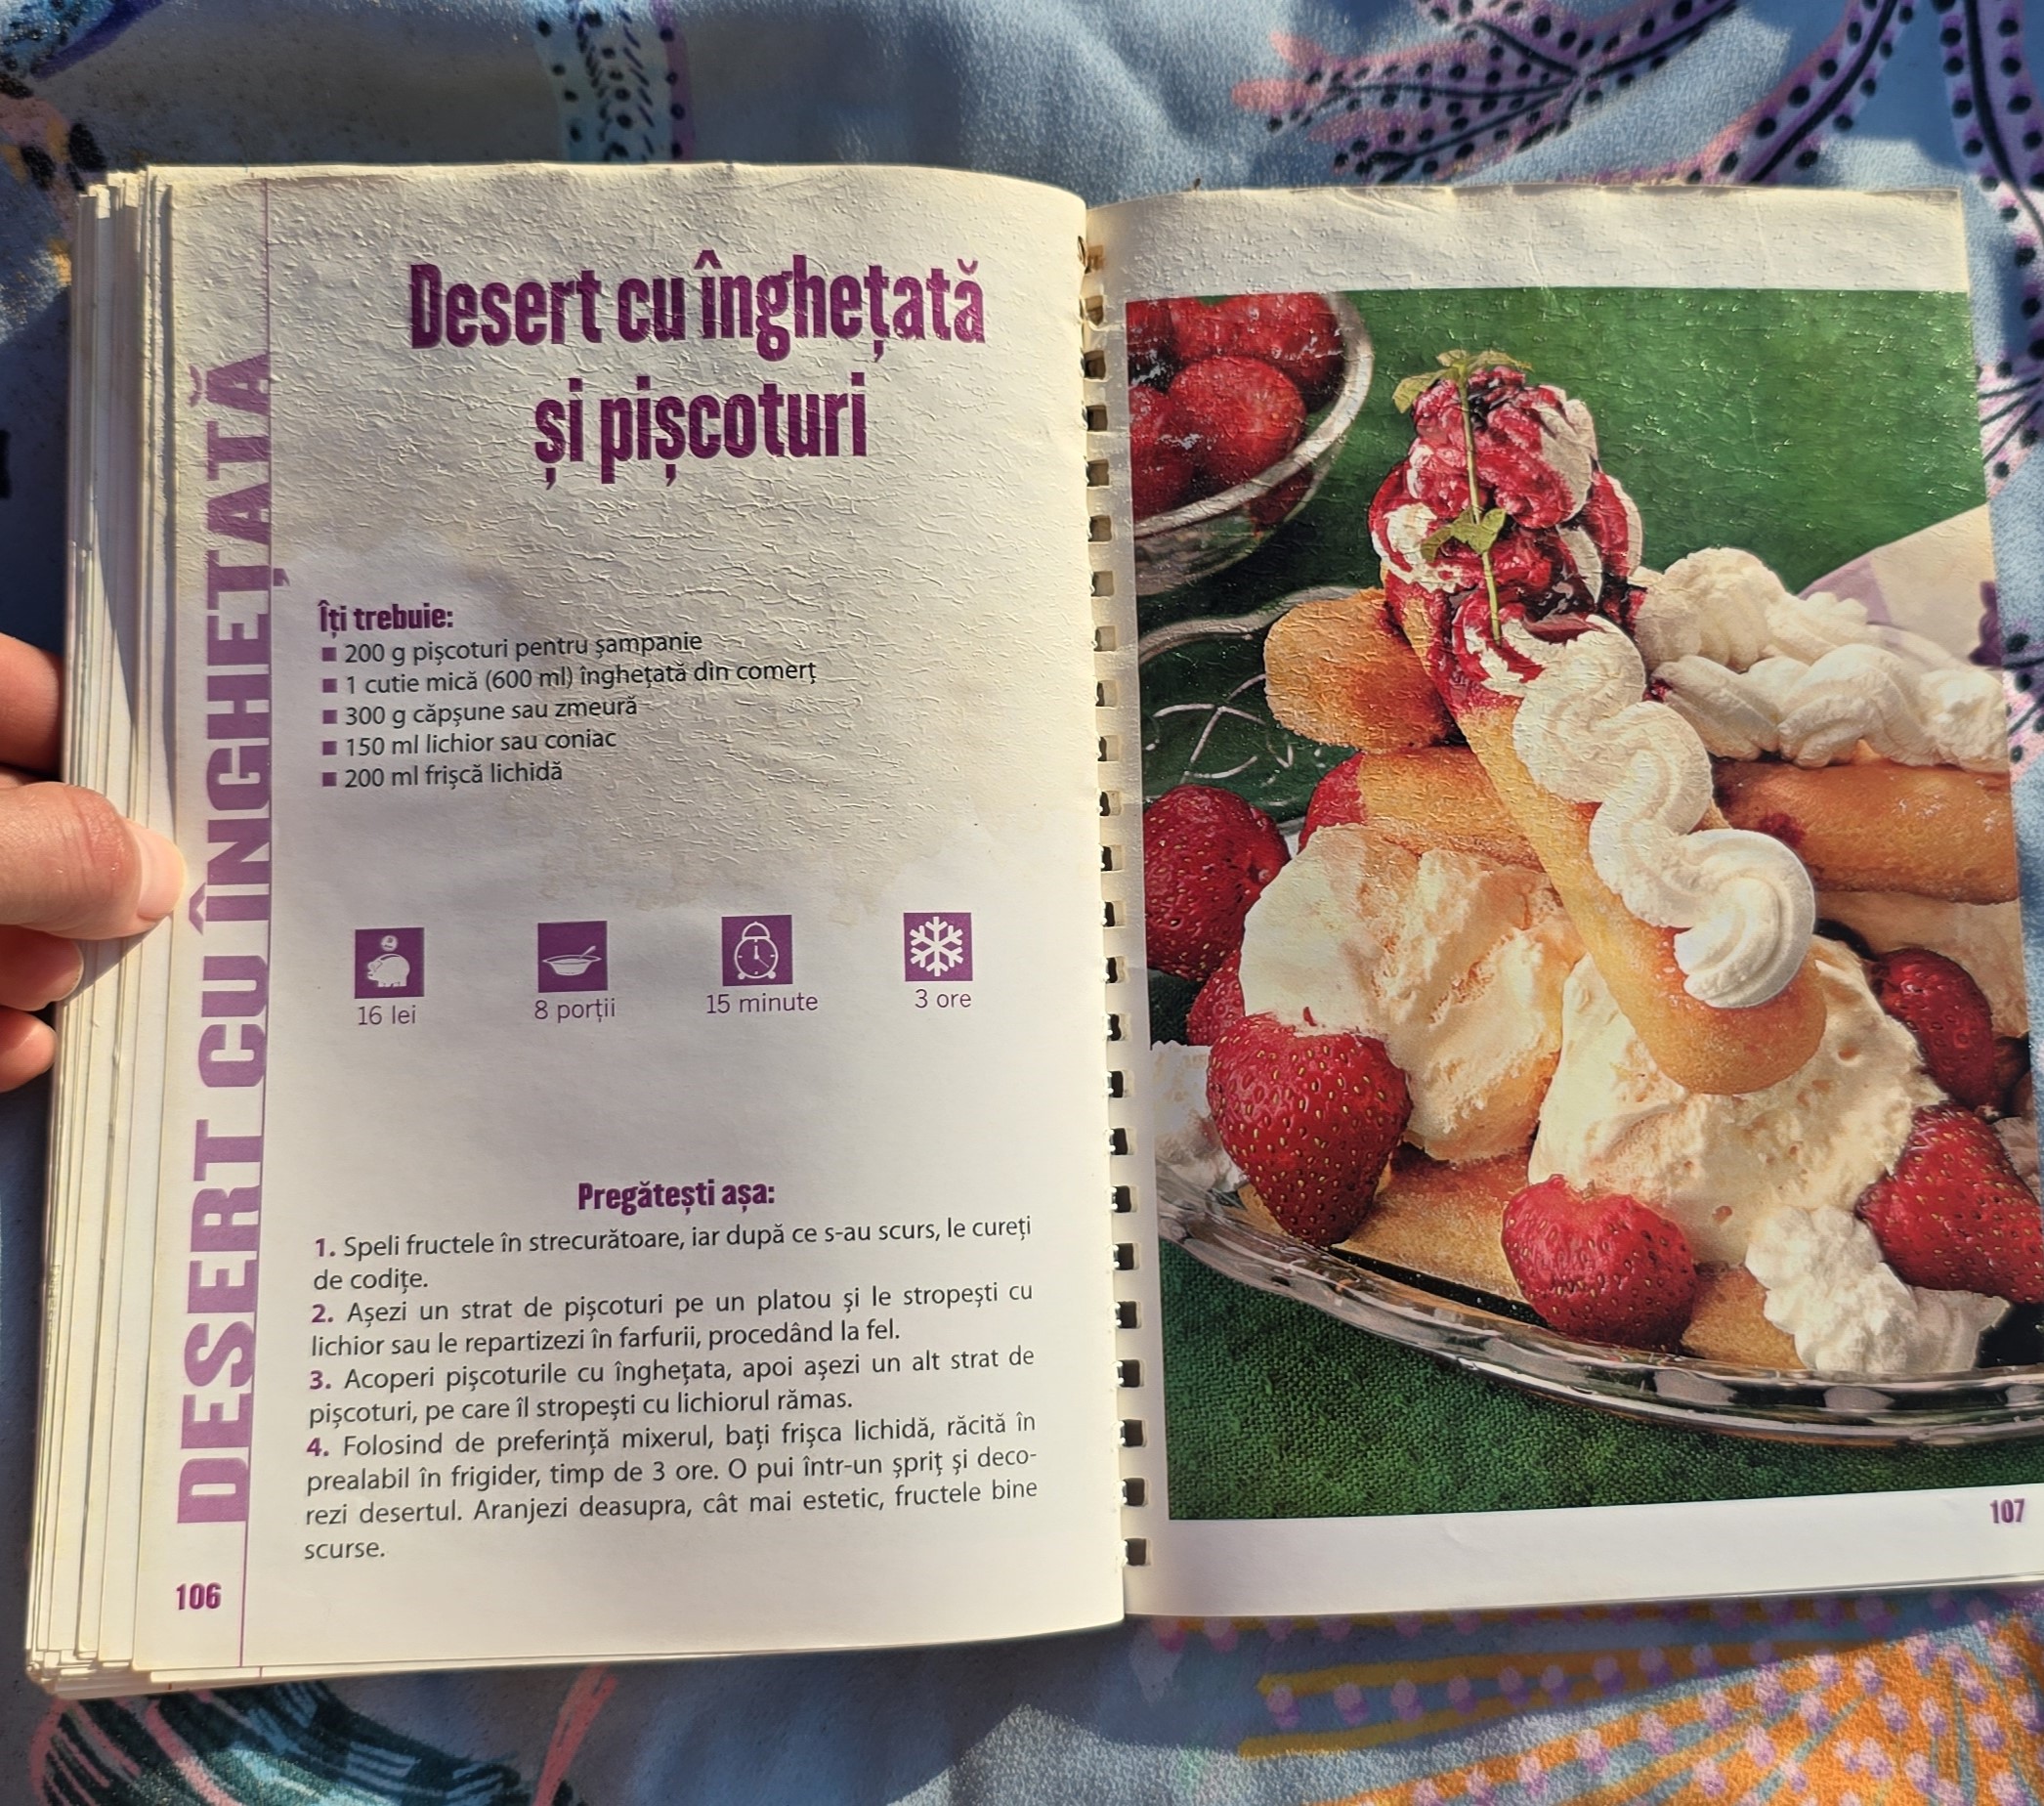 DESERT CU ÎNGHEȚATĂ
Desert cu înghețată
și pișcoturi
Îți trebuie:
■ 200 g pișcoturi pentru șampanie
■ 1 cutie mică (600 ml) înghețată din comerț
■ 300 g căpșune sau zmeură
■ 150 ml lichior sau coniac
■ 200 ml frișcă lichidă
16 lei
8 porții
15 minute
3 ore
Pregătești așa:
1. Speli fructele în strecurătoare, iar după ce s-au scurs, le cureți
de codițe.
2. Așezi un strat de pișcoturi pe un platou și le stropești cu
lichior sau le repartizezi în farfurii, procedând la fel.
3. Acoperi pișcoturile cu înghețata, apoi așezi un alt strat de
pișcoturi, pe care îl stropești cu lichiorul rămas.
4. Folosind de preferință mixerul, bați frișca lichidă, răcită în
prealabil în frigider, timp de 3 ore. O pui într-un spriț și deco-
rezi desertul. Aranjezi deasupra, cât mai estetic, fructele bine
scurse.
106
107